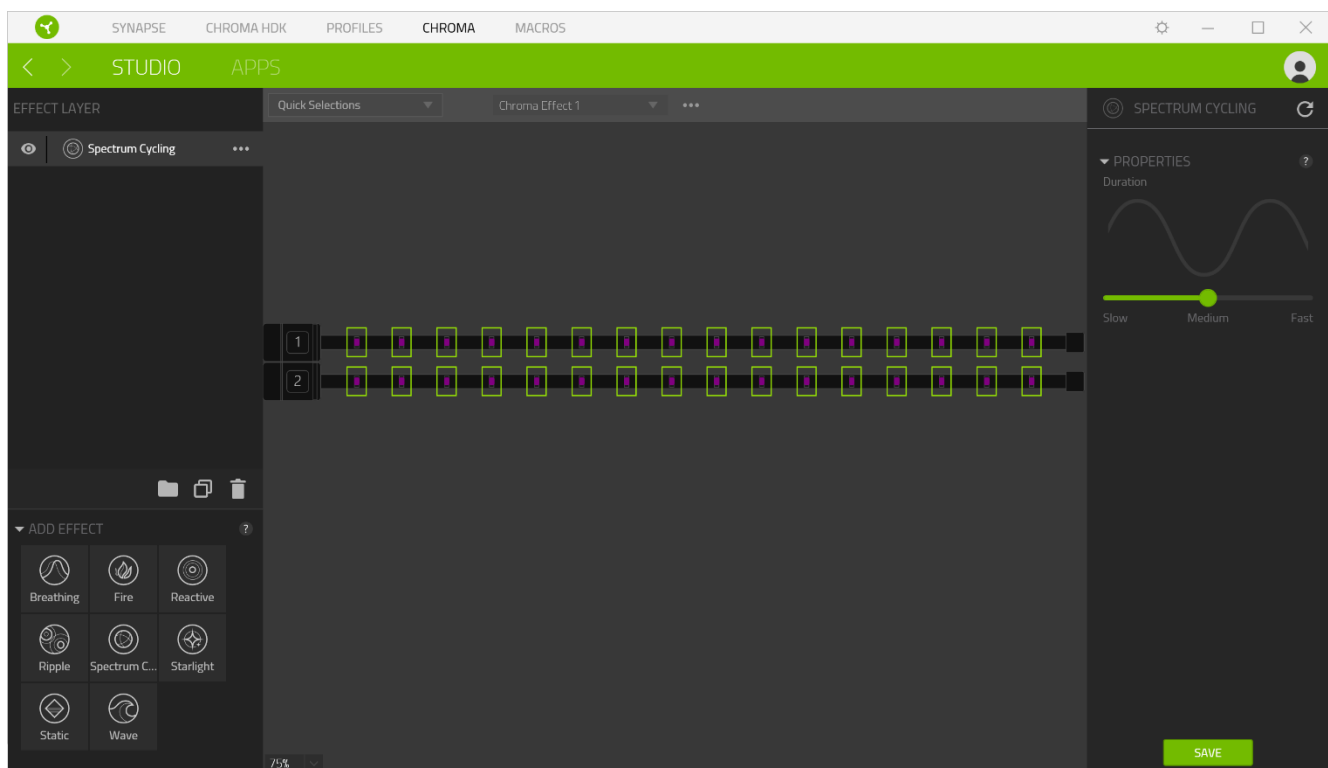 SYNAPSE CHROMA HDK PROFILES CHROMA MACROS
STUDIO APPS
EFFECT LAYER
Quick Selections Chroma Effect 1
SPECTRUM CYCLING
Spectrum Cycling
PROPERTIES ?
Duration
Slow Medium Fast
1
2
ADD EFFECT ?
Breathing Fire Reactive
Ripple Spectrum C... Starlight
Static Wave
75%
SAVE